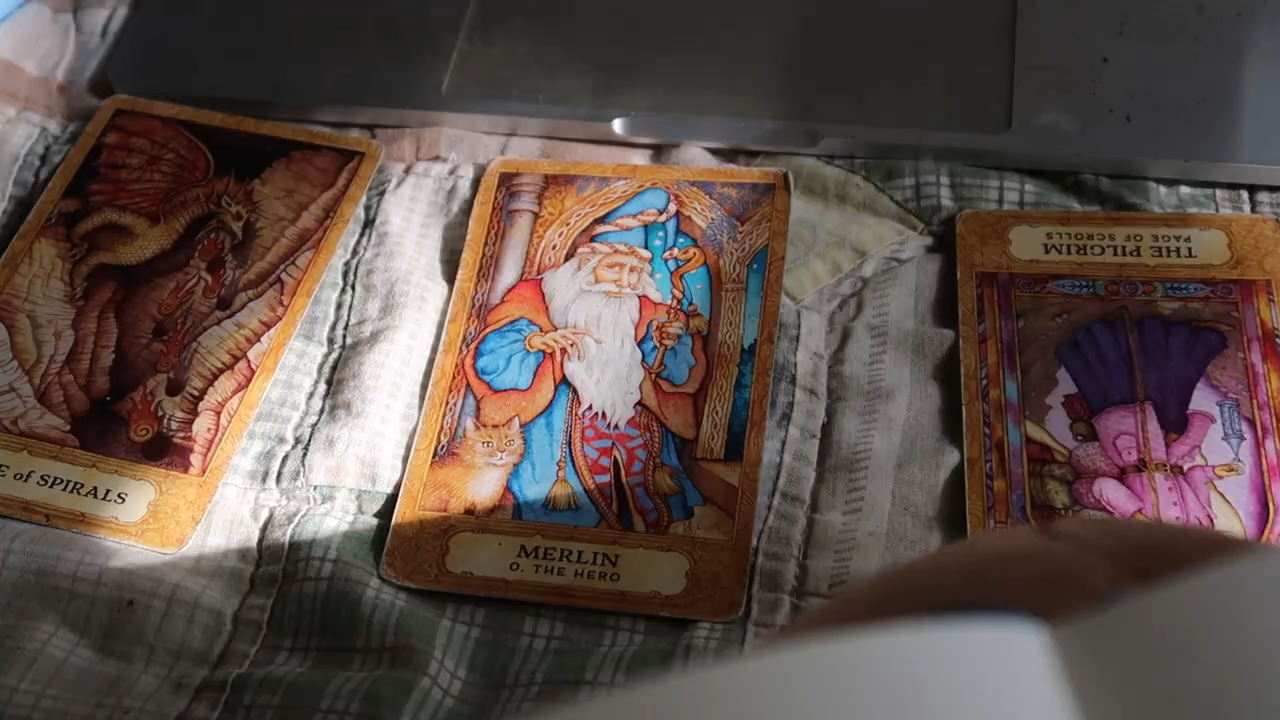 of SPIRALS
MERLIN
0. THE HERO
THE PILGRIM
PAGE OF SCROLLS